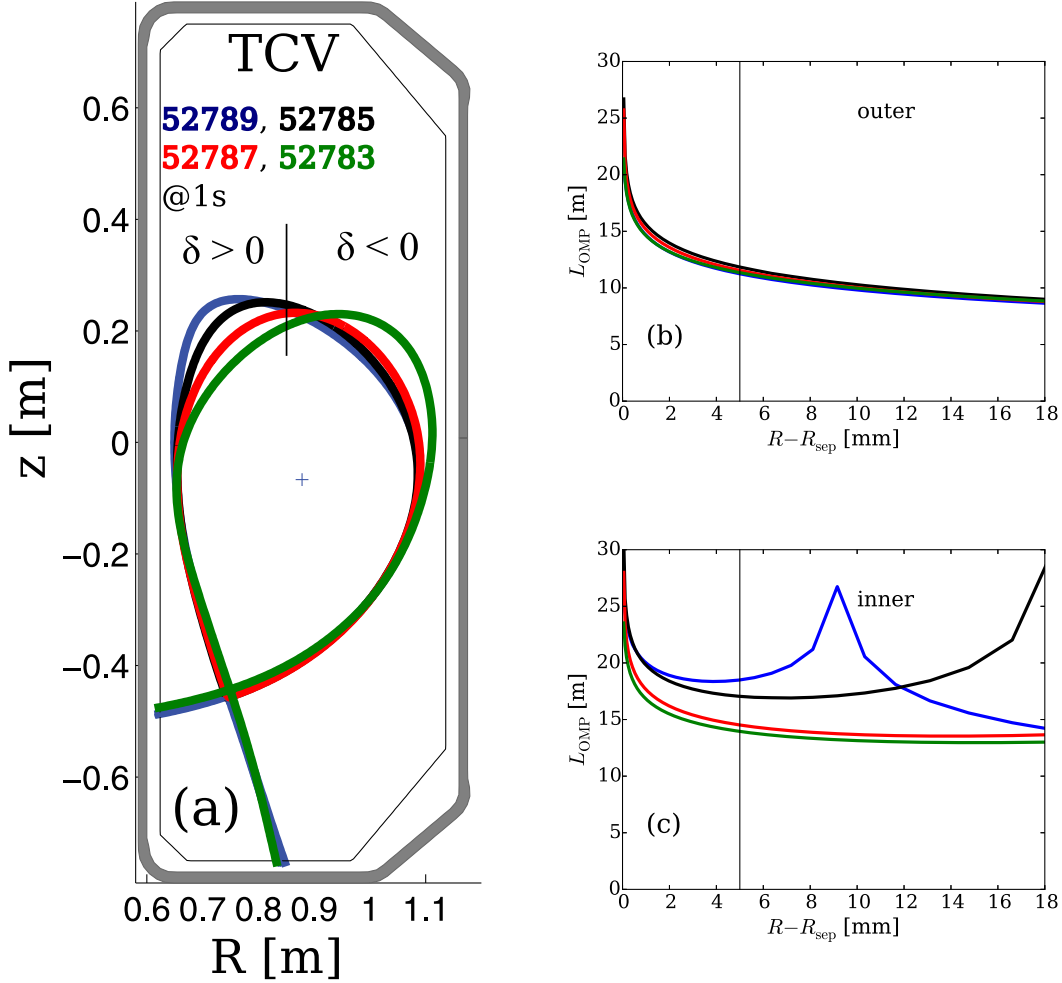 TCV
52789, 52785
52787, 52783
@1s
δ > 0
δ < 0
0.6
0.4
0.2
0
−0.2
−0.4
−0.6
z [m]
(a)
0.6 0.7 0.8 0.9 1 1.1
R [m]
30
25
20
15
10
5
0
L_OMP [m]
outer
(b)
0 2 4 6 8 10 12 14 16 18
R−R_sep [mm]
30
25
20
15
10
5
0
L_OMP [m]
inner
(c)
0 2 4 6 8 10 12 14 16 18
R−R_sep [mm]